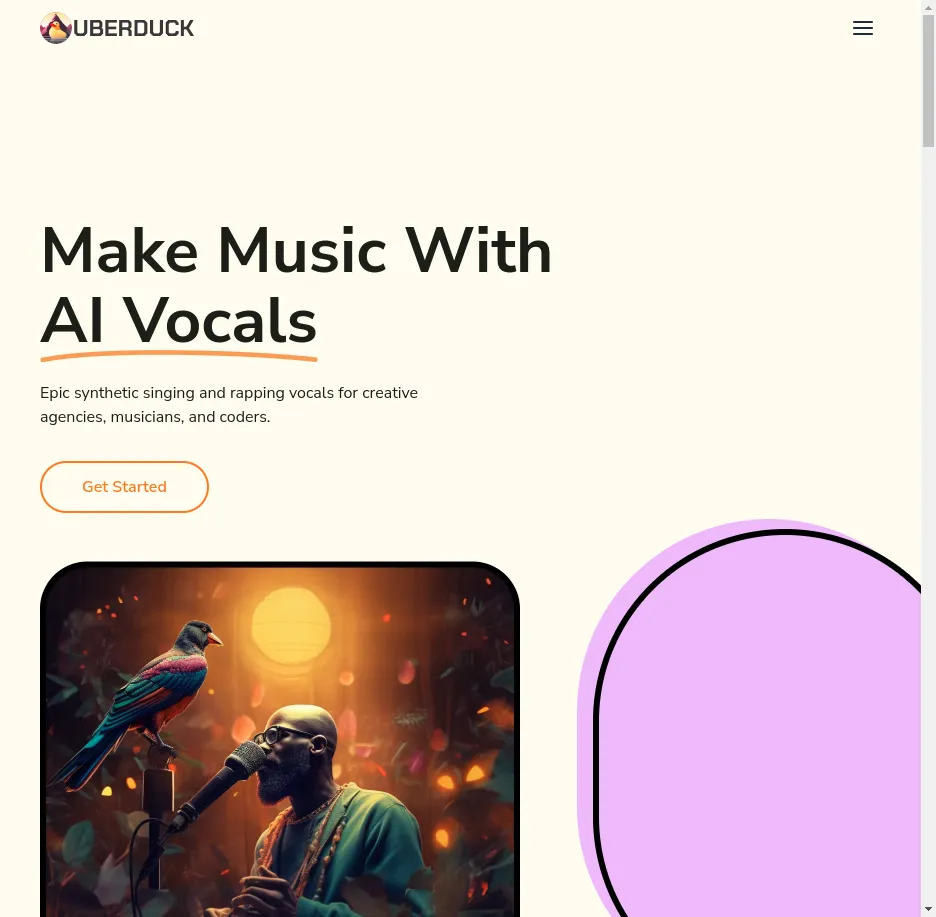 UBERDUCK
Make Music With
AI Vocals
Epic synthetic singing and rapping vocals for creative
agencies, musicians, and coders.
Get Started